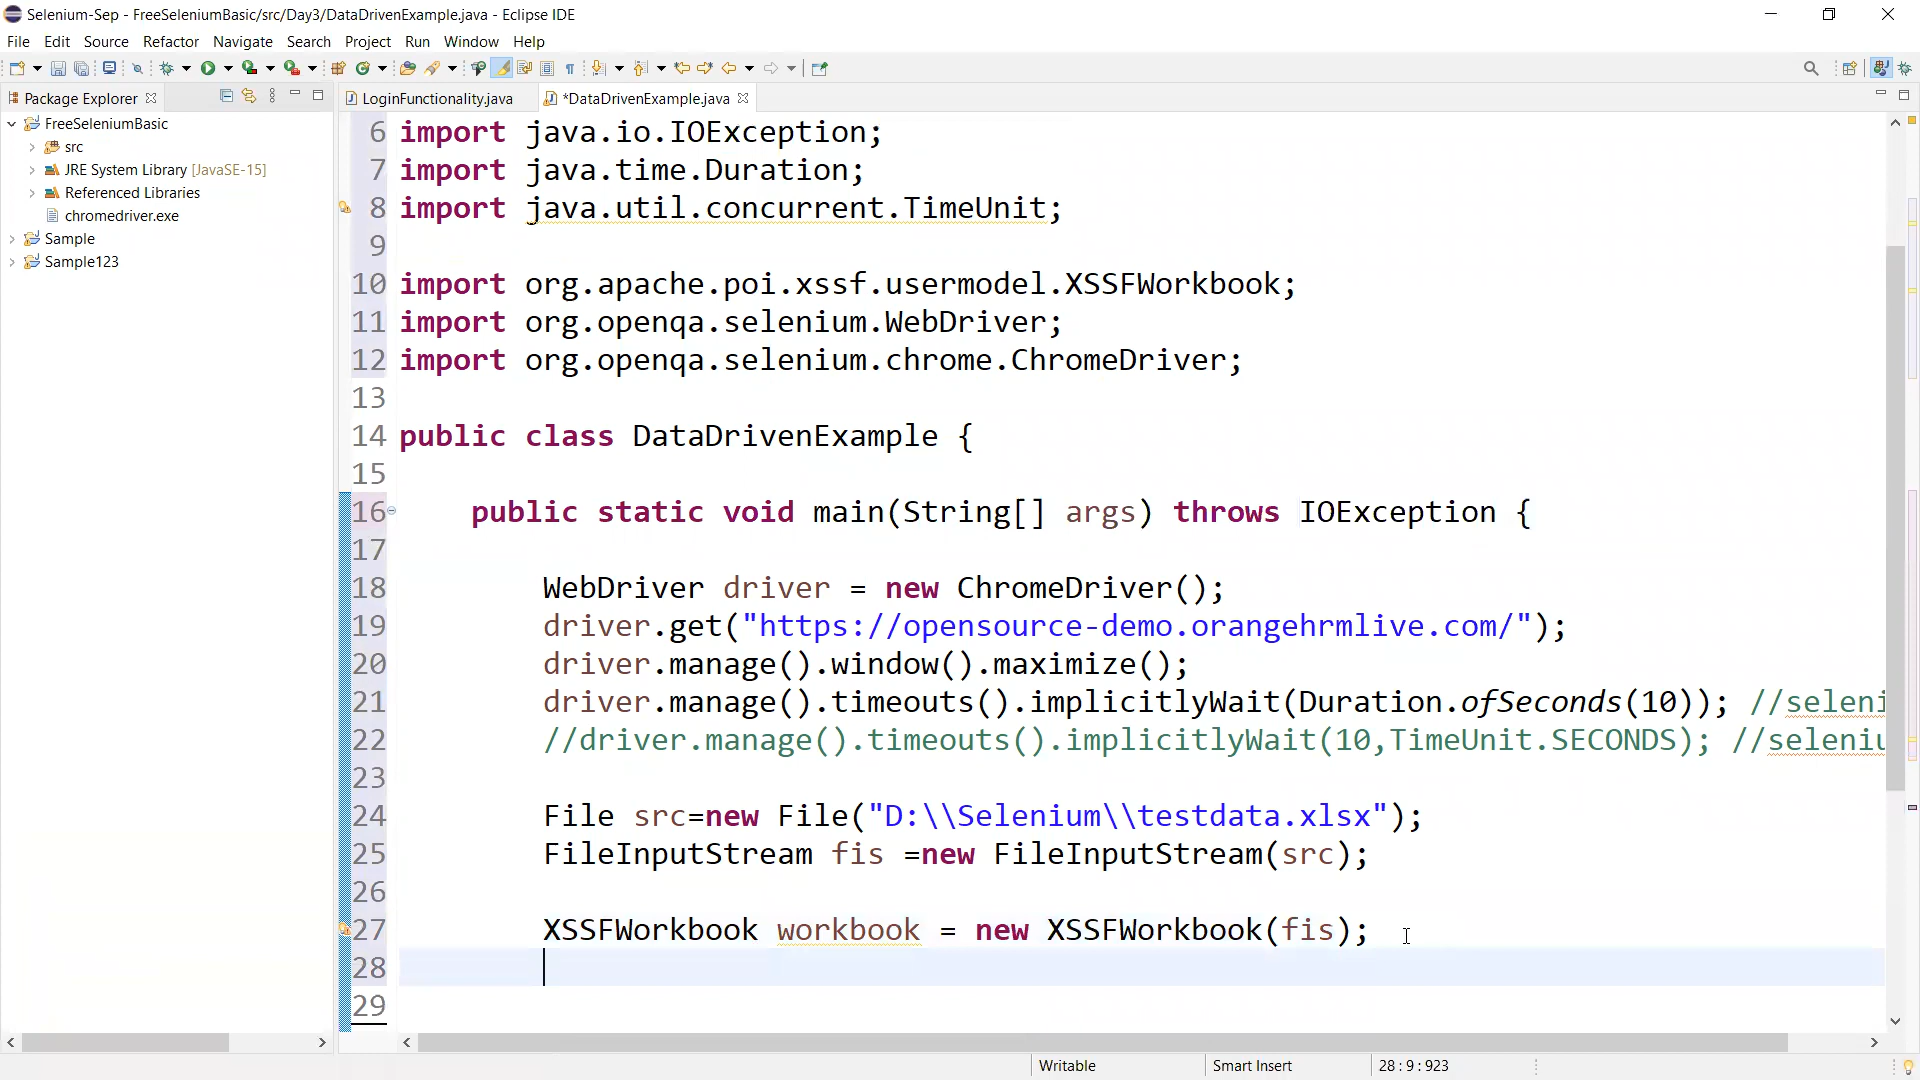 Selenium-Sep - FreeSeleniumBasic/src/Day3/DataDrivenExample.java - Eclipse IDE
File Edit Source Refactor Navigate Search Project Run Window Help
Package Explorer
LoginFunctionality.java *DataDrivenExample.java
FreeSeleniumBasic
src
JRE System Library [JavaSE-15]
Referenced Libraries
chromedriver.exe
Sample
Sample123
6 import java.io.IOException;
7 import java.time.Duration;
8 import java.util.concurrent.TimeUnit;
9
10 import org.apache.poi.xssf.usermodel.XSSFWorkbook;
11 import org.openqa.selenium.WebDriver;
12 import org.openqa.selenium.chrome.ChromeDriver;
13
14 public class DataDrivenExample {
15
16 public static void main(String[] args) throws IOException {
17
18 WebDriver driver = new ChromeDriver();
19 driver.get("https://opensource-demo.orangehrmlive.com/");
20 driver.manage().window().maximize();
21 driver.manage().timeouts().implicitlyWait(Duration.ofSeconds(10)); //seleni
22 //driver.manage().timeouts().implicitlyWait(10,TimeUnit.SECONDS); //seleniu
23
24 File src=new File("D:\\Selenium\\testdata.xlsx");
25 FileInputStream fis =new FileInputStream(src);
26
27 XSSFWorkbook workbook = new XSSFWorkbook(fis);
28
29
Writable Smart Insert 28 : 9 : 923